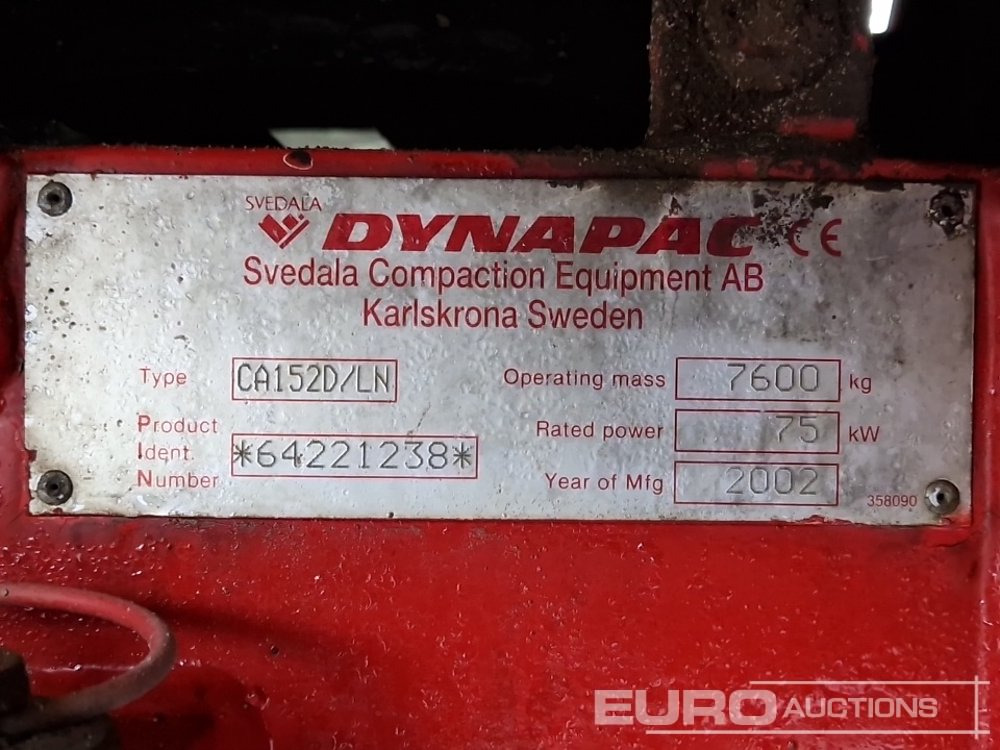 SVEDALA
DYNAPAC CE
Svedala Compaction Equipment AB
Karlskrona Sweden
Type CA152D/LN Operating mass 7600 kg
Product
Ident. *64221238* Rated power 75 kW
Number Year of Mfg 2002
358090
EURO AUCTIONS